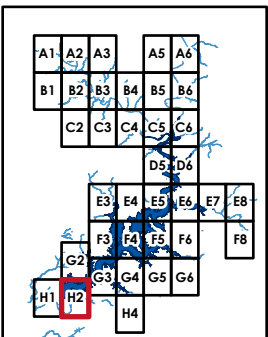 A1 A2 A3 A5 A6
B1 B2 B3 B4 B5 B6
C2 C3 C4 C5 C6
D5 D6
E3 E4 E5 E6 E7 E8
F3 F4 F5 F6 F8
G2 G3 G4 G5 G6
H1 H2
H4